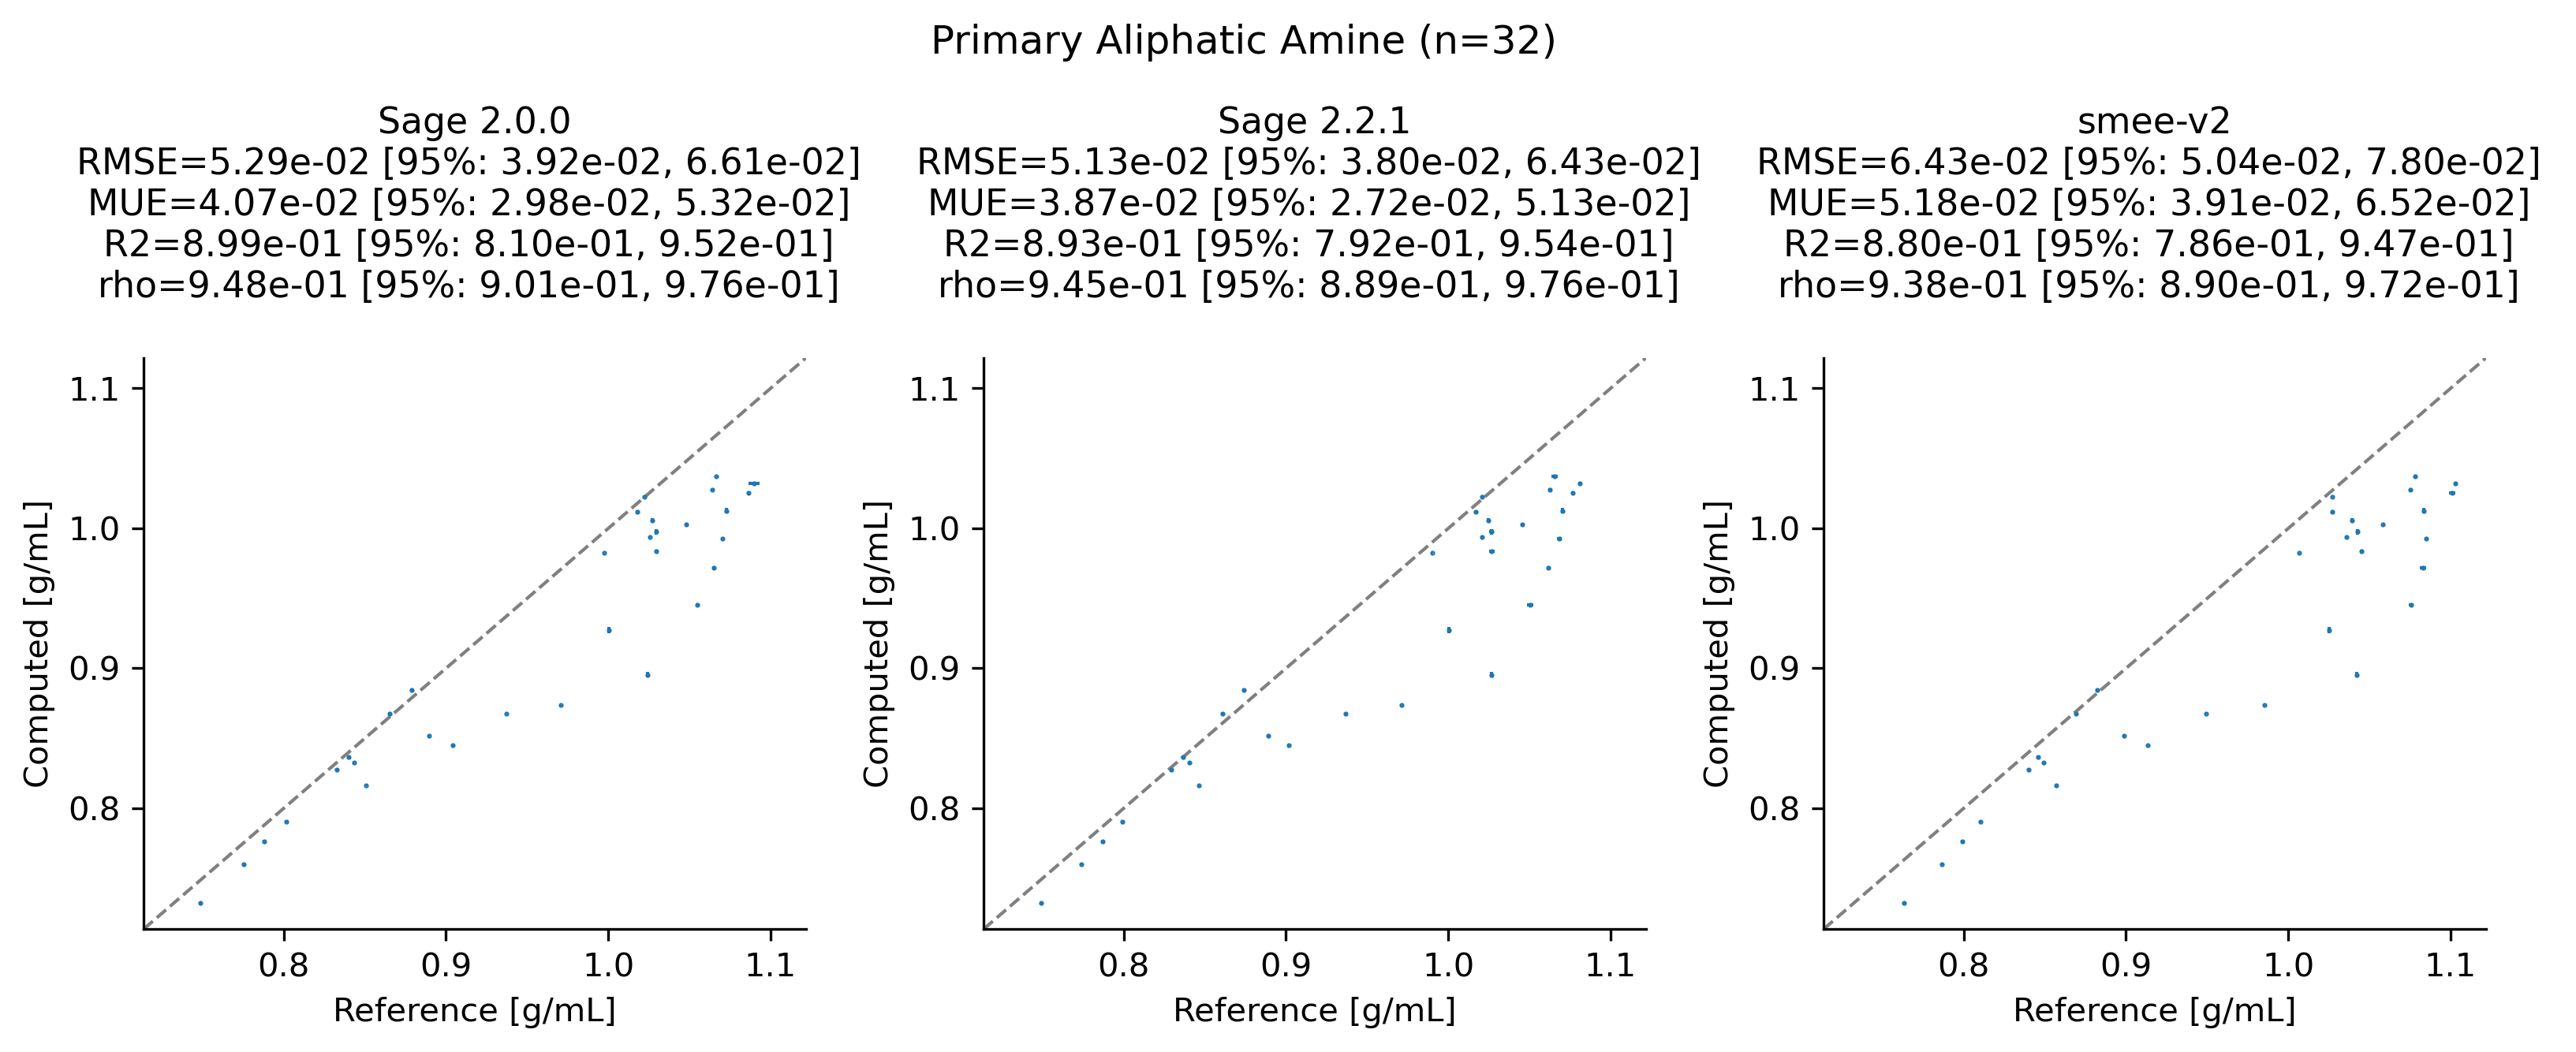 Primary Aliphatic Amine (n=32)
Sage 2.0.0
RMSE=5.29e-02 [95%: 3.92e-02, 6.61e-02]
MUE=4.07e-02 [95%: 2.98e-02, 5.32e-02]
R2=8.99e-01 [95%: 8.10e-01, 9.52e-01]
rho=9.48e-01 [95%: 9.01e-01, 9.76e-01]
1.1
1.0
0.9
0.8
Computed [g/mL]
0.8 0.9 1.0 1.1
Reference [g/mL]
Sage 2.2.1
RMSE=5.13e-02 [95%: 3.80e-02, 6.43e-02]
MUE=3.87e-02 [95%: 2.72e-02, 5.13e-02]
R2=8.93e-01 [95%: 7.92e-01, 9.54e-01]
rho=9.45e-01 [95%: 8.89e-01, 9.76e-01]
1.1
1.0
0.9
0.8
Computed [g/mL]
0.8 0.9 1.0 1.1
Reference [g/mL]
smee-v2
RMSE=6.43e-02 [95%: 5.04e-02, 7.80e-02]
MUE=5.18e-02 [95%: 3.91e-02, 6.52e-02]
R2=8.80e-01 [95%: 7.86e-01, 9.47e-01]
rho=9.38e-01 [95%: 8.90e-01, 9.72e-01]
1.1
1.0
0.9
0.8
Computed [g/mL]
0.8 0.9 1.0 1.1
Reference [g/mL]